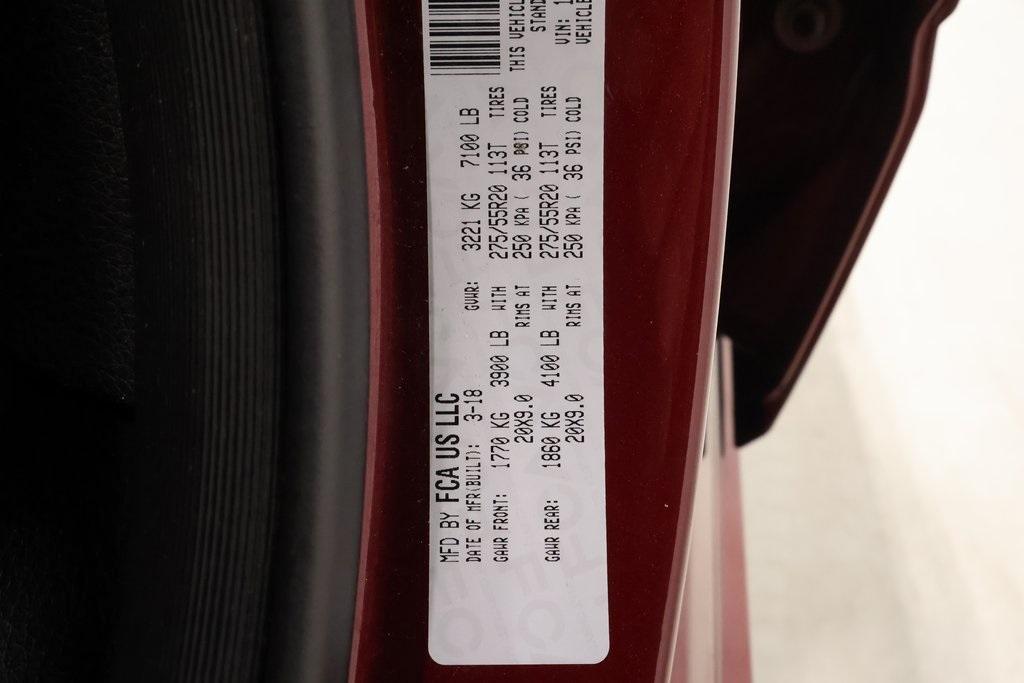 MFD BY FCA US LLC
DATE OF MFR(BUILT): 3-18 GVWR: 3221 KG 7100 LB
GAWR FRONT: 1770 KG 3900 LB WITH 275/55R20 113T TIRES
20X9.0 RIMS AT 250 KPA ( 36 PSI) COLD THIS VEHICL
STAND
GAWR REAR: 1860 KG 4100 LB WITH 275/55R20 113T TIRES
VIN: 1
20X9.0 RIMS AT 250 KPA ( 36 PSI) COLD VEHICLE